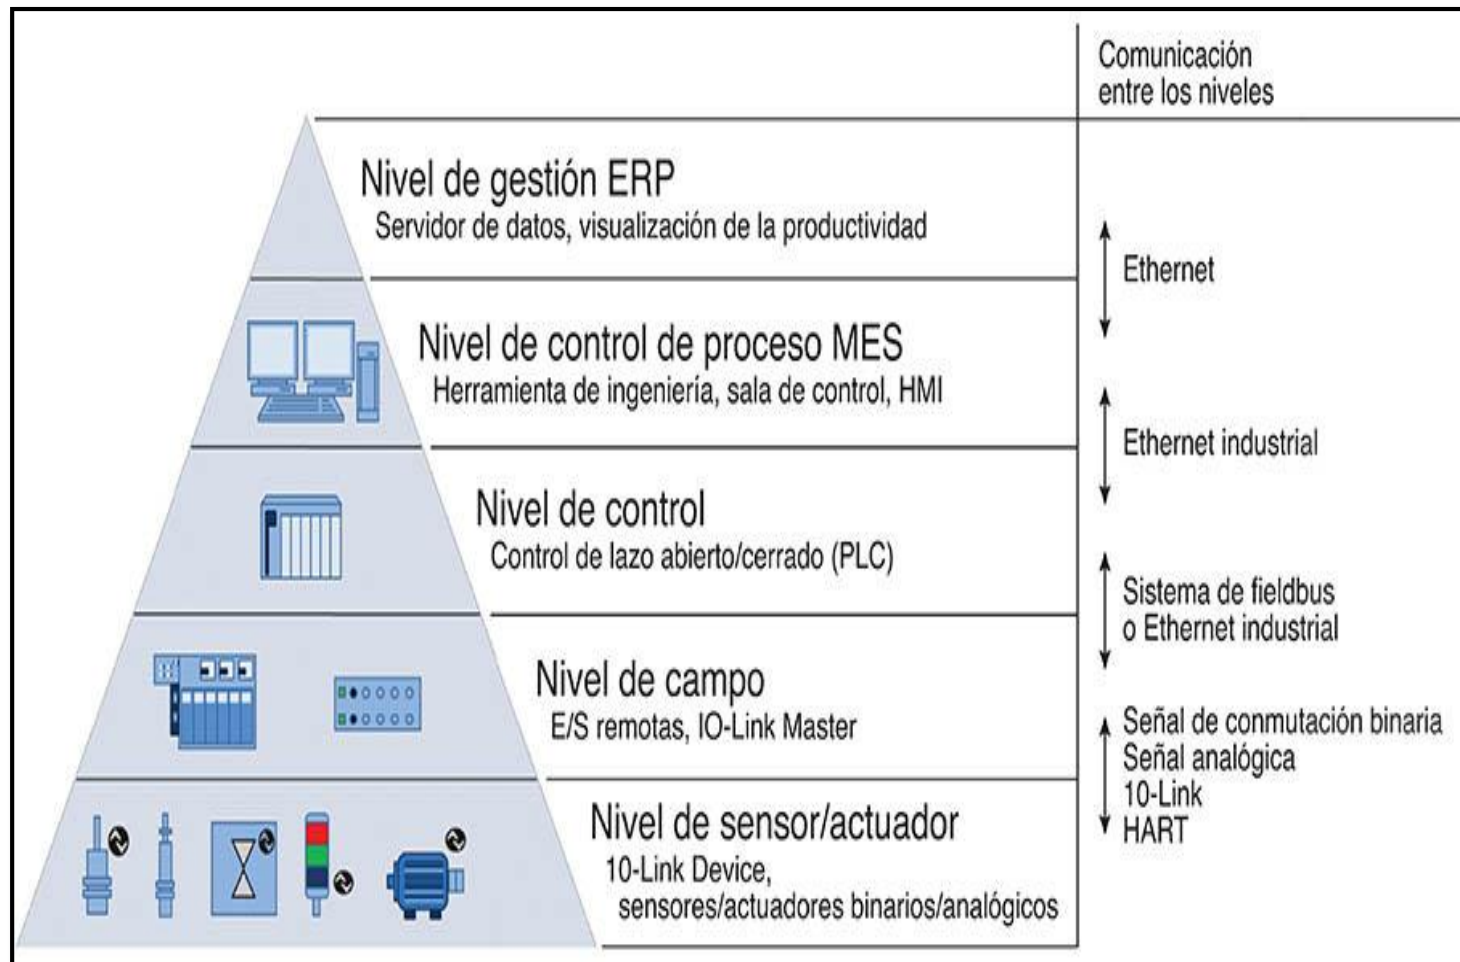 Comunicación
entre los niveles
Nivel de gestión ERP
Servidor de datos, visualización de la productividad
Ethernet
Nivel de control de proceso MES
Herramienta de ingeniería, sala de control, HMI
Ethernet industrial
Nivel de control
Control de lazo abierto/cerrado (PLC)
Sistema de fieldbus
o Ethernet industrial
Nivel de campo
E/S remotas, IO-Link Master
Señal de conmutación binaria
Señal analógica
10-Link
HART
Nivel de sensor/actuador
10-Link Device,
sensores/actuadores binarios/analógicos